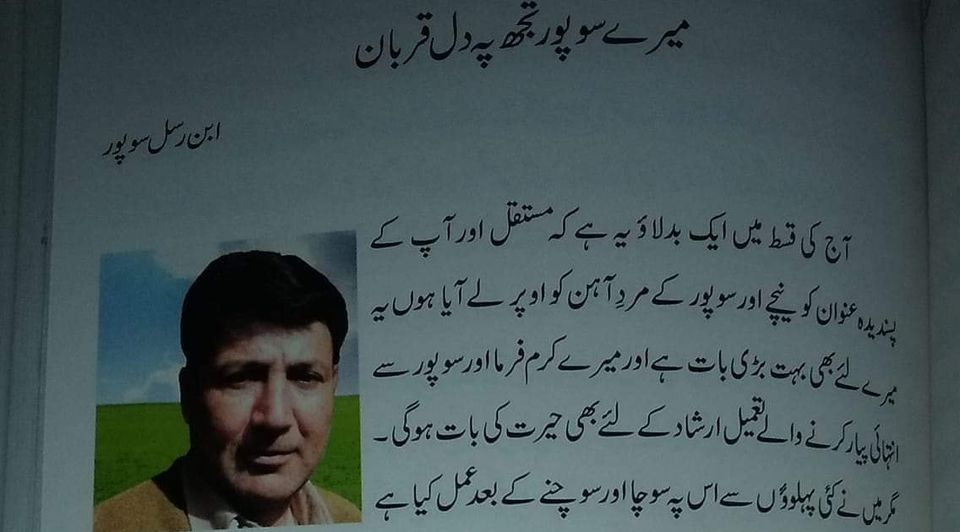 میرے سوپور تجھ پہ دل قربان
ابن رسل سوپور
آج کی قسط میں ایک بدلاؤ یہ ہے کہ مستقل اور آپ کے
پسندیدہ عنوان کو نیچے اور سوپور کے مردِ آہن کو اوپر لے آیا ہوں یہ
میرے لئے بھی بہت بڑی بات ہے اور میرے کرم فرما اور سوپور سے
انتہائی پیار کرنے والے تعمیل ارشاد کے لئے بھی حیرت کی بات ہوگی۔
مگر میں نے کئی پہلوؤں سے اس پہ سوچا اور سوچنے کے بعد عمل کیا ہے